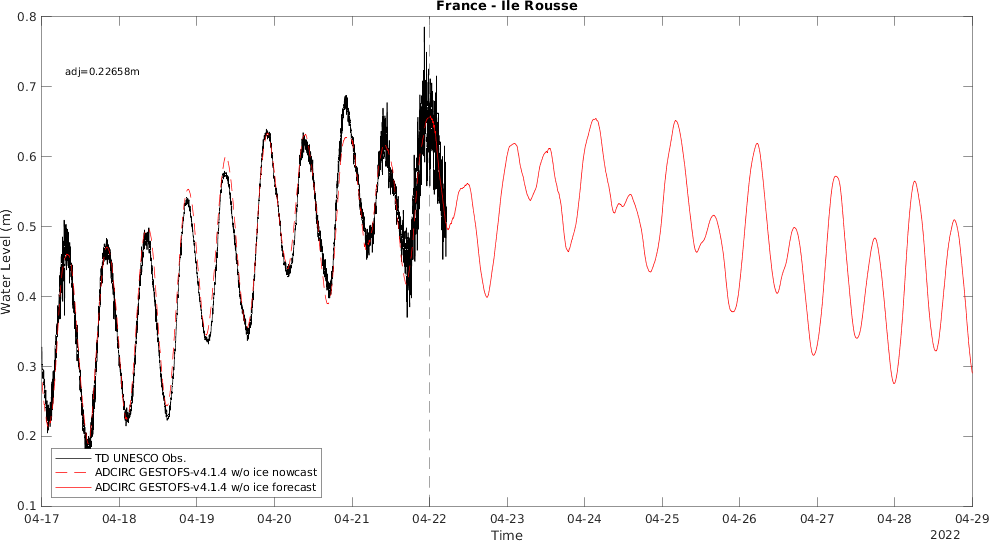 France - Ile Rousse
adj=0.22658m
Water Level (m)
0.8
0.7
0.6
0.5
0.4
0.3
0.2
0.1
TD UNESCO Obs.
ADCIRC GESTOFS-v4.1.4 w/o ice nowcast
ADCIRC GESTOFS-v4.1.4 w/o ice forecast
04-17 04-18 04-19 04-20 04-21 04-22 04-23 04-24 04-25 04-26 04-27 04-28 04-29
Time
2022